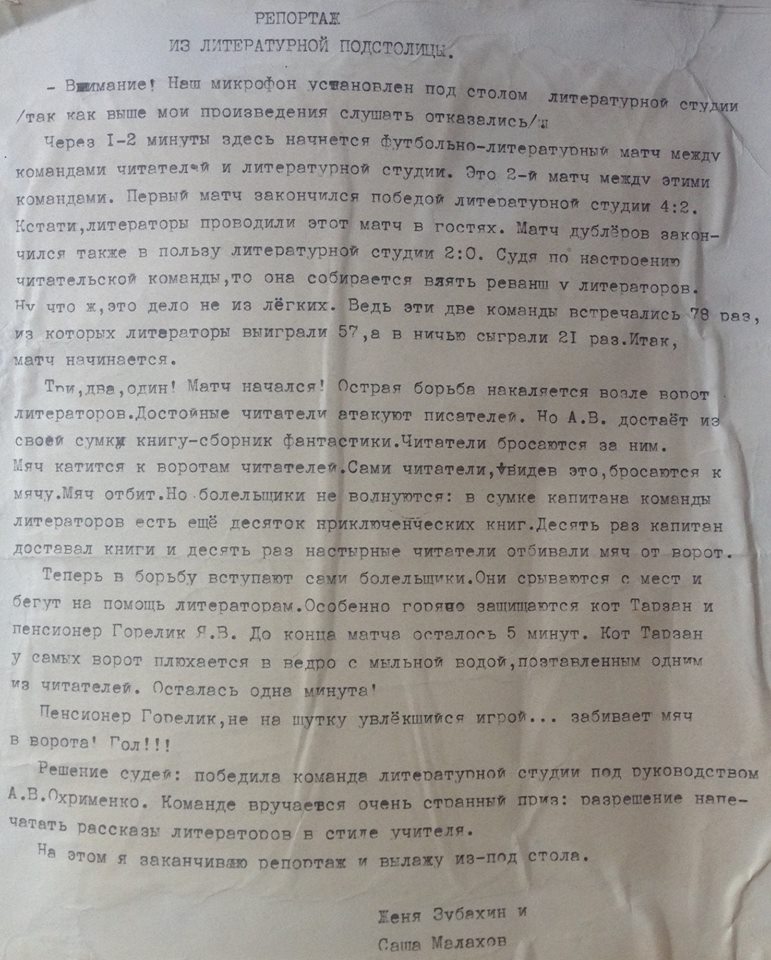 РЕПОРТАЖ
ИЗ ЛИТЕРАТУРНОЙ ПОДСТОЛИЦЫ.
- Внимание! Наш микрофон установлен под столом литературной студии
/так как выше мои произведения слушать отказались/
Через I-2 минуты здесь начнется футбольно-литературный матч между
командами читателей и литературной студии. Это 2-й матч между этими
командами. Первый матч закончился победой литературной студии 4:2.
Кстати,литераторы проводили этот матч в гостях. Матч дублёров закон-
чился также в пользу литературной студии 2:0. Судя по настроению
читательской команды,то она собирается взять реванш у литераторов.
Ну что ж,это дело не из лёгких. Ведь эти две команды встречались 78 раз,
из которых литераторы выиграли 57,а в ничью сыграли 2I раз.Итак,
матч начинается.
Три,два,один! Матч начался! Острая борьба накаляется возле ворот
литераторов.Достойные читатели атакуют писателей. Но А.В. достаёт из
своей сумки книгу-сборник фантастики.Читатели бросаются за ним.
Мяч катится к воротам читателей.Сами читатели,увидев это,бросаются к
мячу.Мяч отбит.Но болельщики не волнуются: в сумке капитана команды
литераторов есть ещё десяток приключенческих книг.Десять раз капитан
доставал книги и десять раз настырные читатели отбивали мяч от ворот.
Теперь в борьбу вступают сами болельщики.Они срываются с мест и
бегут на помощь литераторам.Особенно горячо защищаются кот Тарзан и
пенсионер Горелик Я.В. До конца матча осталось 5 минут. Кот Тарзан
у самых ворот плюхается в ведро с мыльной водой,поставленным одним
из читателей. Осталась одна минута!
Пенсионер Горелик,не на шутку увлёкшийся игрой... забивает мяч
в ворота! Гол!!!
Решение судей: победила команда литературной студии под руководством
А.В.Охрименко. Команде вручается очень странный приз: разрешение напе-
чатать рассказы литераторов в стиле учителя.
На этом я заканчиваю репортаж и вылажу из-под стола.
Женя Зубахин и
Саша Малахов